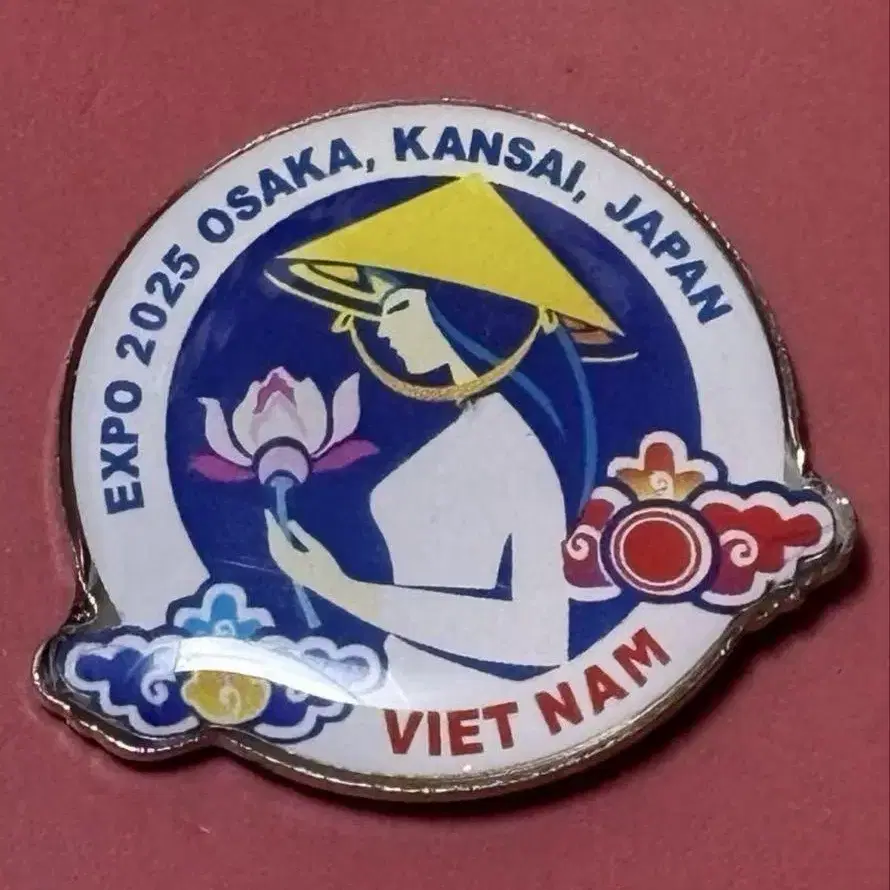 EXPO 2025 OSAKA, KANSAI, JAPAN
VIET NAM